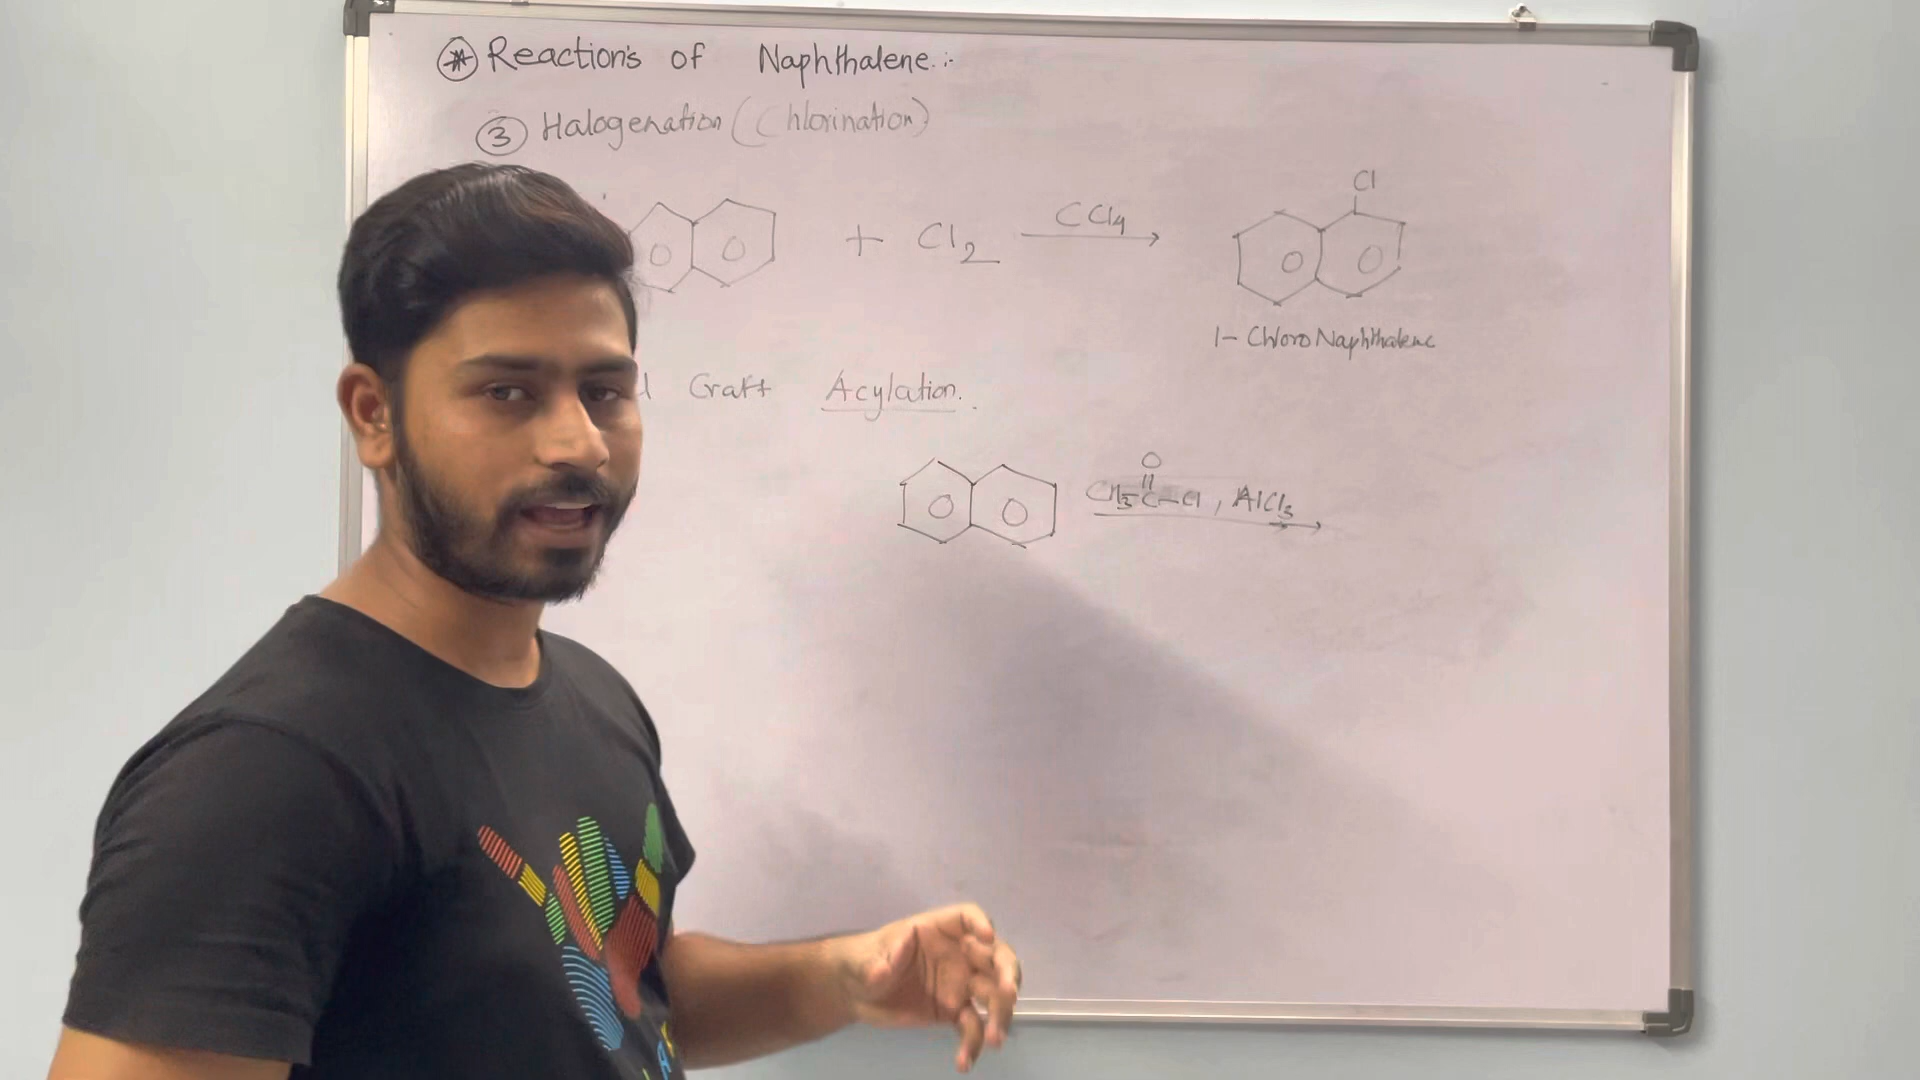 * Reactions of Naphthalene :-
3 Halogenation (Chlorination)
+ Cl2 CCl4
Cl
1- Chloro Naphthalene
Craft Acylation.
O
CH3-C-Cl, AlCl3